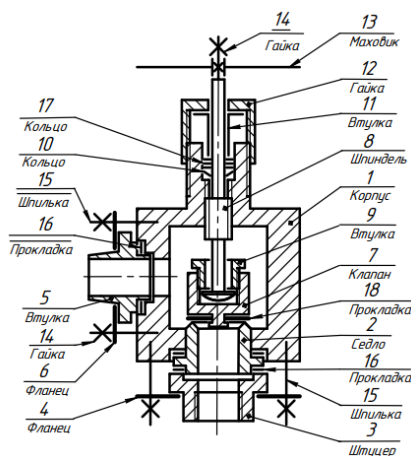 14
Гайка
13
Маховик
12
Гайка
17
Кольцо
11
Втулка
10
Кольцо
8
Шпиндель
15
Шпилька
1
Корпус
16
Прокладка
9
Втулка
7
Клапан
5
Втулка
18
Прокладка
14
Гайка
2
Седло
6
Фланец
16
Прокладка
4
Фланец
15
Шпилька
3
Штуцер